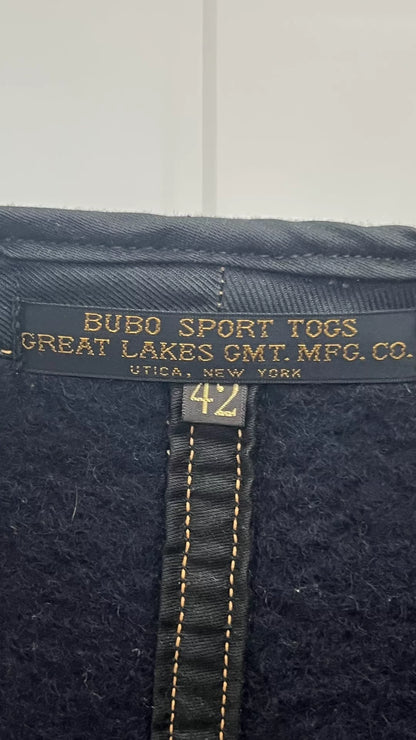 BUBO SPORT TOGS
GREAT LAKES GMT. MFG. CO.
UTICA, NEW YORK
42